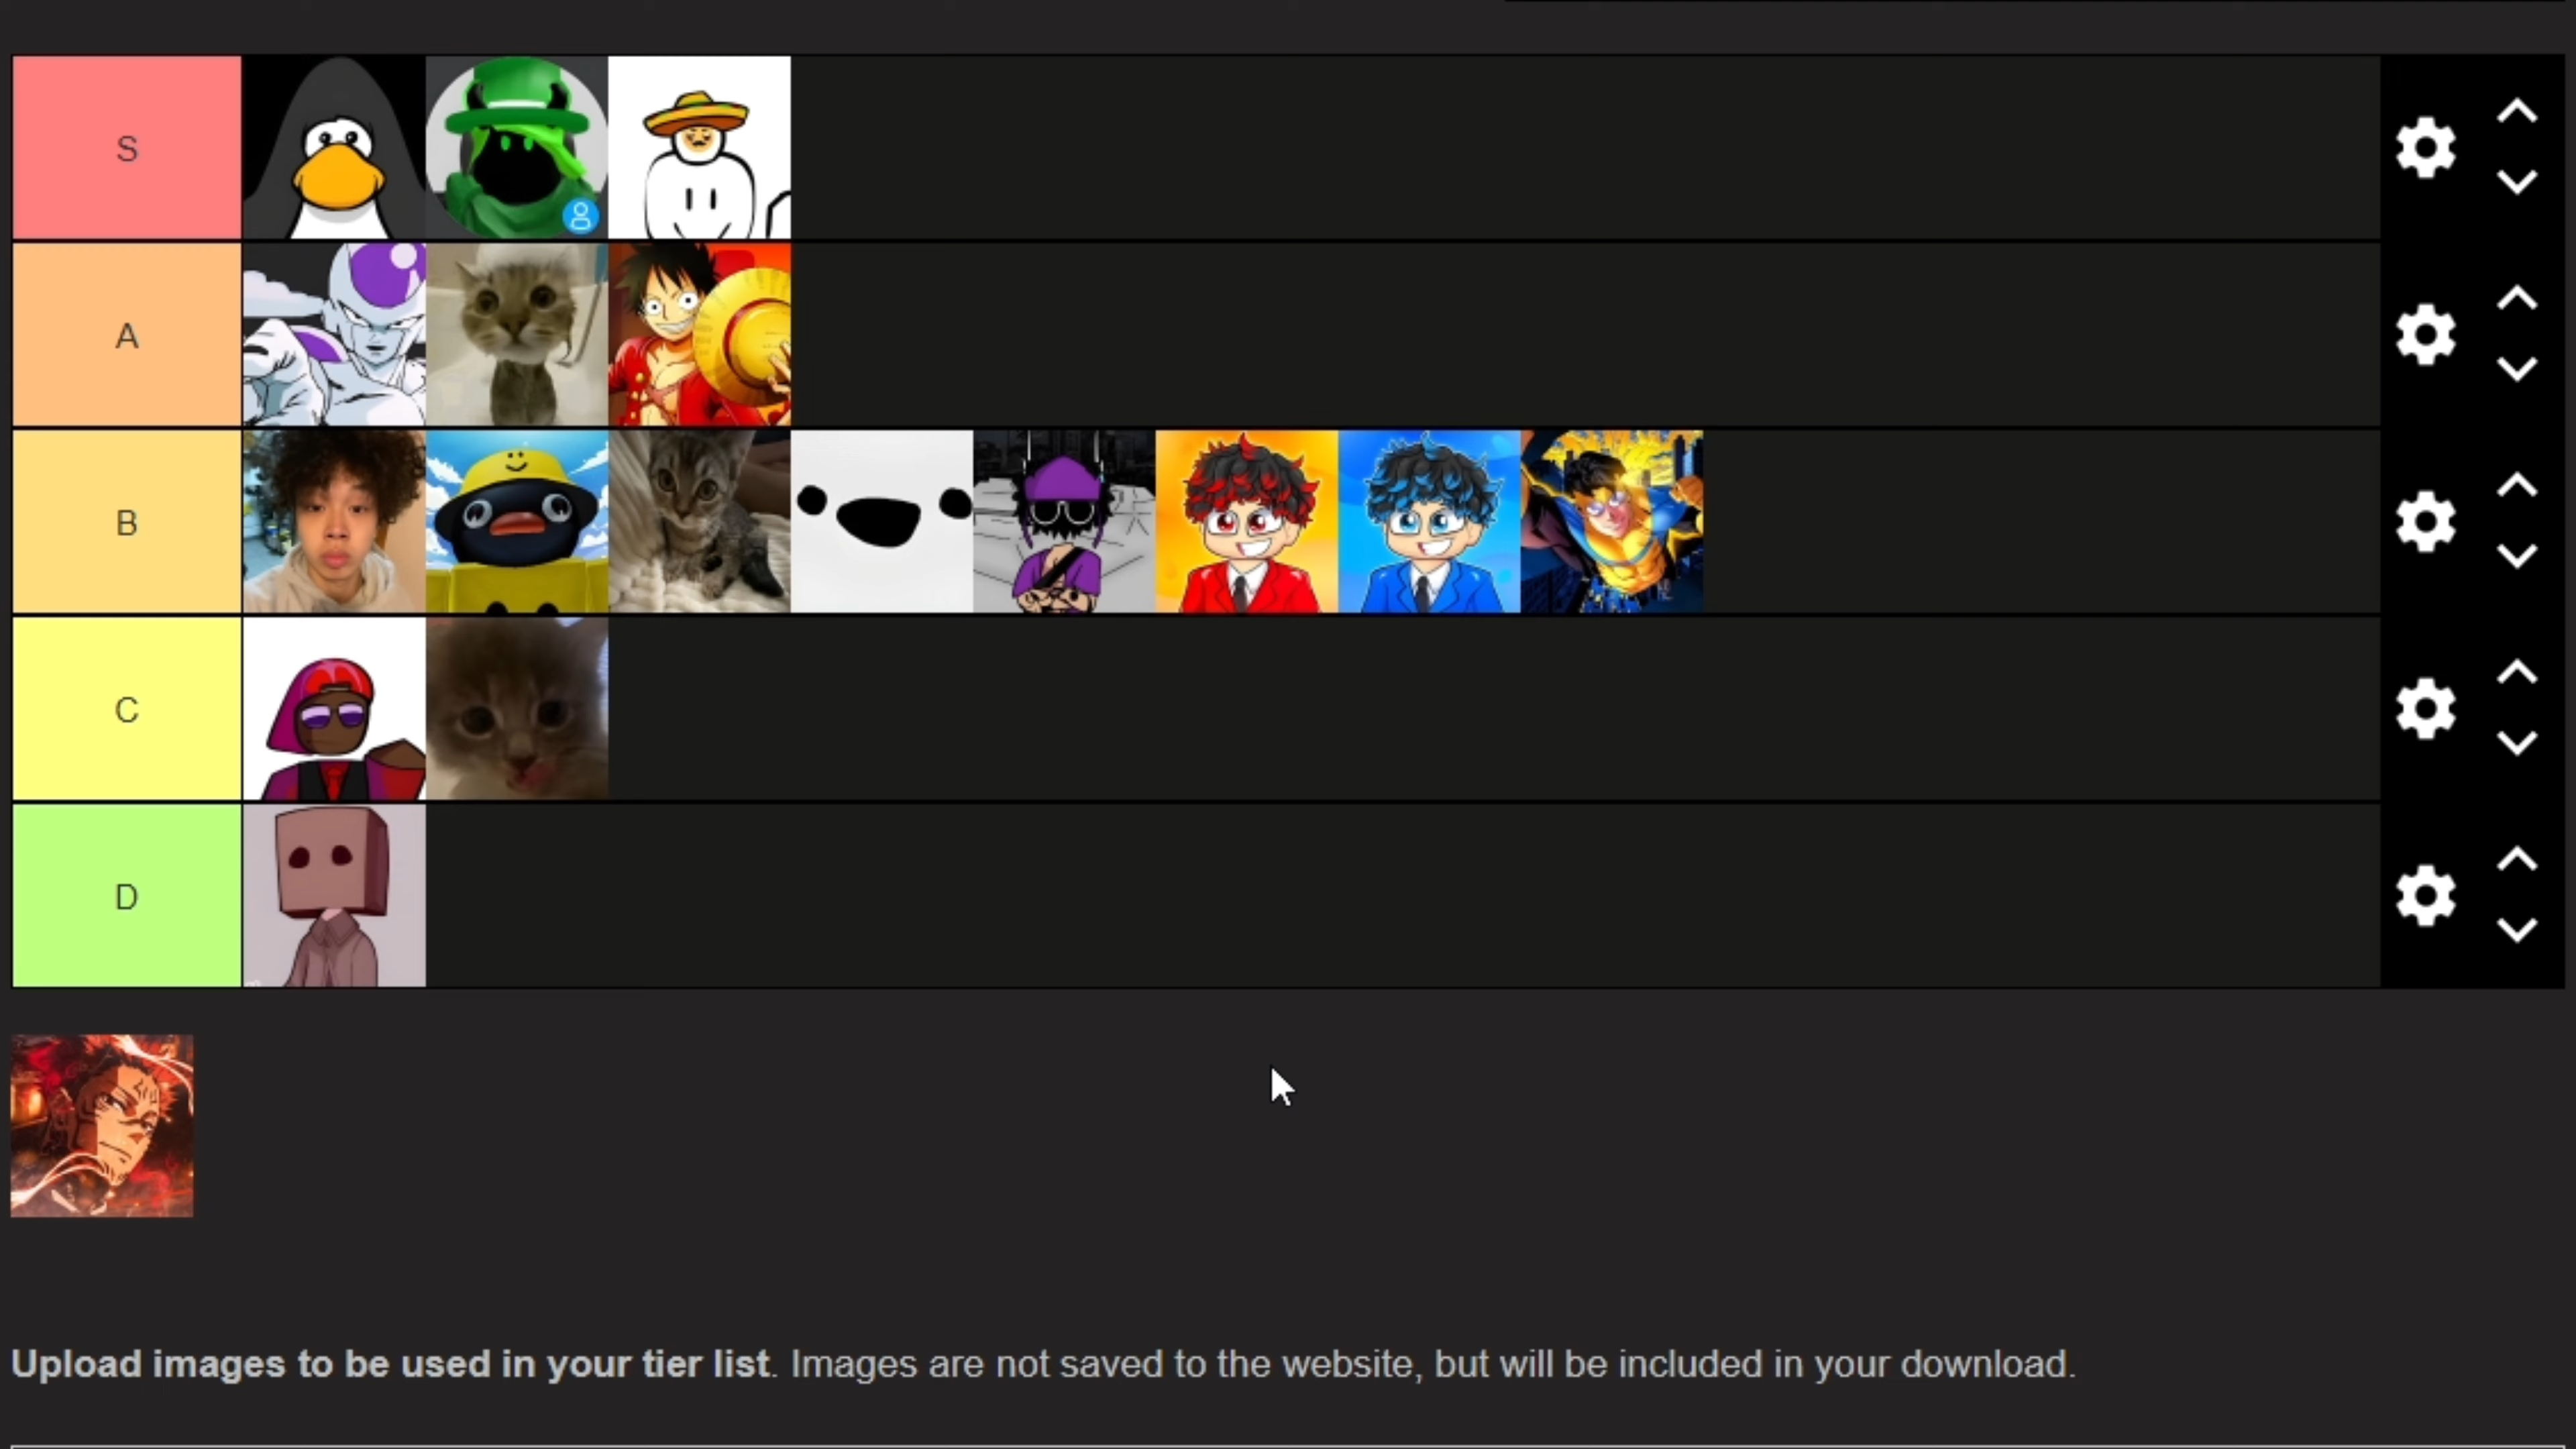 S
A
B
C
D
Upload images to be used in your tier list. Images are not saved to the website, but will be included in your download.